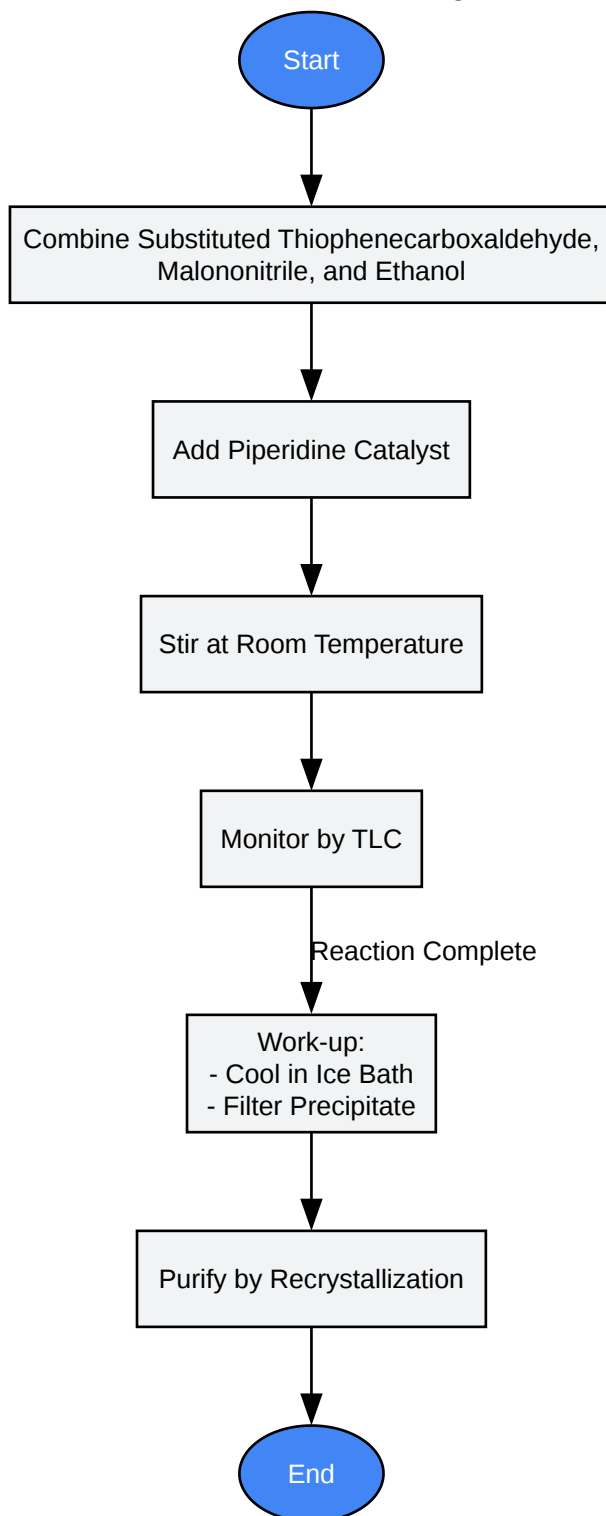 Start
Combine Substituted Thiophenecarboxaldehyde,
Malononitrile, and Ethanol
Add Piperidine Catalyst
Stir at Room Temperature
Monitor by TLC
Reaction Complete
Work-up:
- Cool in Ice Bath
- Filter Precipitate
Purify by Recrystallization
End